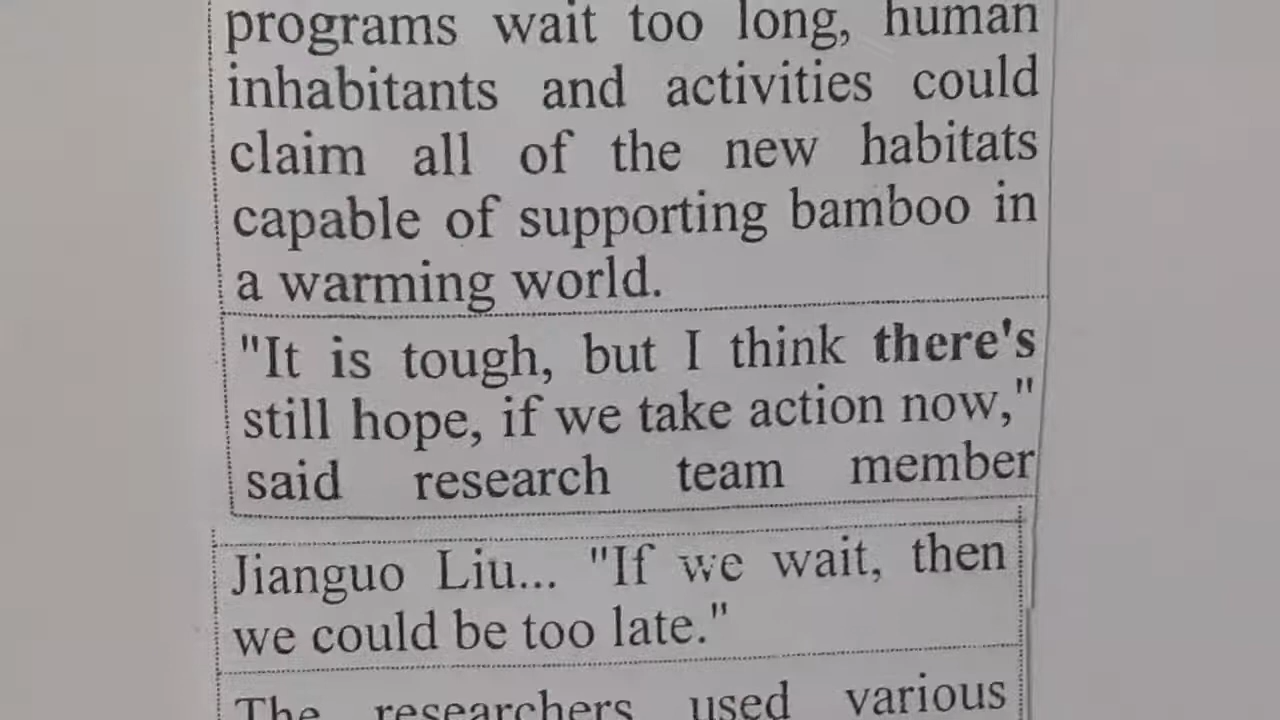 programs wait too long, human
inhabitants and activities could
claim all of the new habitats
capable of supporting bamboo in
a warming world.
"It is tough, but I think there's
still hope, if we take action now,"
said research team member
Jianguo Liu... "If we wait, then
we could be too late."
The researchers used various